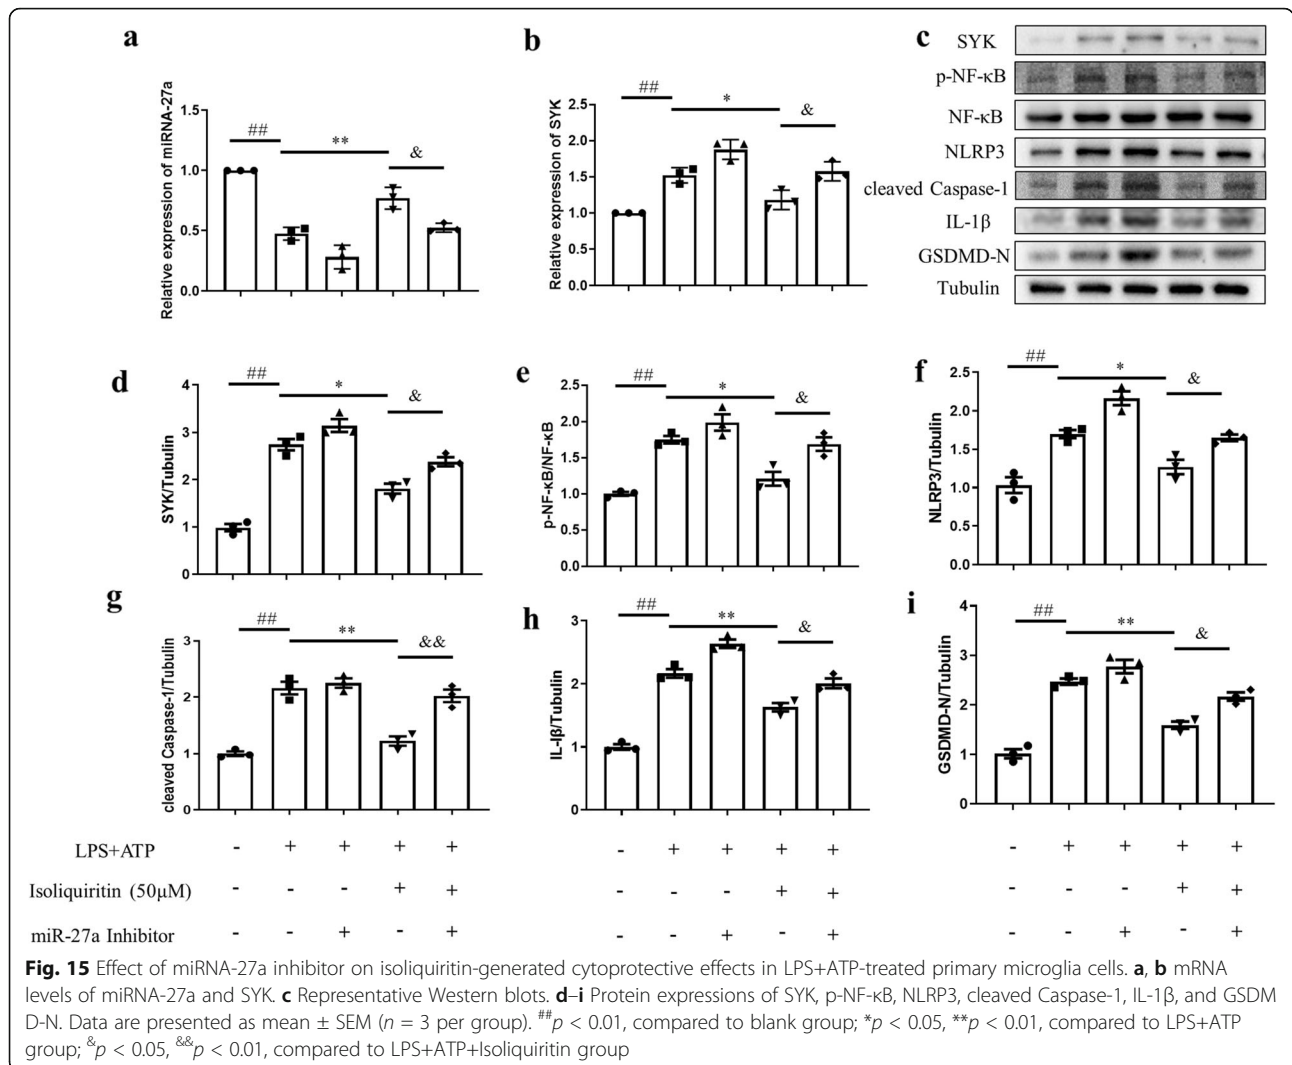 a
Relative expression of miRNA-27a
1.5
1.0
0.5
0.0
##
**
&
b
Relative expression of SYK
2.5
2.0
1.5
1.0
0.5
0.0
##
*
&
c
SYK
p-NF-κB
NF-κB
NLRP3
cleaved Caspase-1
IL-1β
GSDMD-N
Tubulin
d
SYK/Tubulin
4
3
2
1
0
##
*
&
e
p-NF-κB/NF-κB
2.5
2.0
1.5
1.0
0.5
0.0
##
*
&
f
NLRP3/Tubulin
2.5
2.0
1.5
1.0
0.5
0.0
##
*
&
g
cleaved Caspase-1/Tubulin
3
2
1
0
##
**
&&
h
IL-Iβ/Tubulin
3
2
1
0
##
**
&
i
GSDMD-N/Tubulin
4
3
2
1
0
##
**
&
LPS+ATP - + + + + - + + + + - + + + +
Isoliquiritin (50μM) - - - + + - - - + + - - - + +
miR-27a Inhibitor - - + - + - - + - + - - + - +
Fig. 15 Effect of miRNA-27a inhibitor on isoliquiritin-generated cytoprotective effects in LPS+ATP-treated primary microglia cells. a, b mRNA
levels of miRNA-27a and SYK. c Representative Western blots. d–i Protein expressions of SYK, p-NF-κB, NLRP3, cleaved Caspase-1, IL-1β, and GSDM
D-N. Data are presented as mean ± SEM (n = 3 per group). ##p < 0.01, compared to blank group; *p < 0.05, **p < 0.01, compared to LPS+ATP
group; &p < 0.05, &&p < 0.01, compared to LPS+ATP+Isoliquiritin group